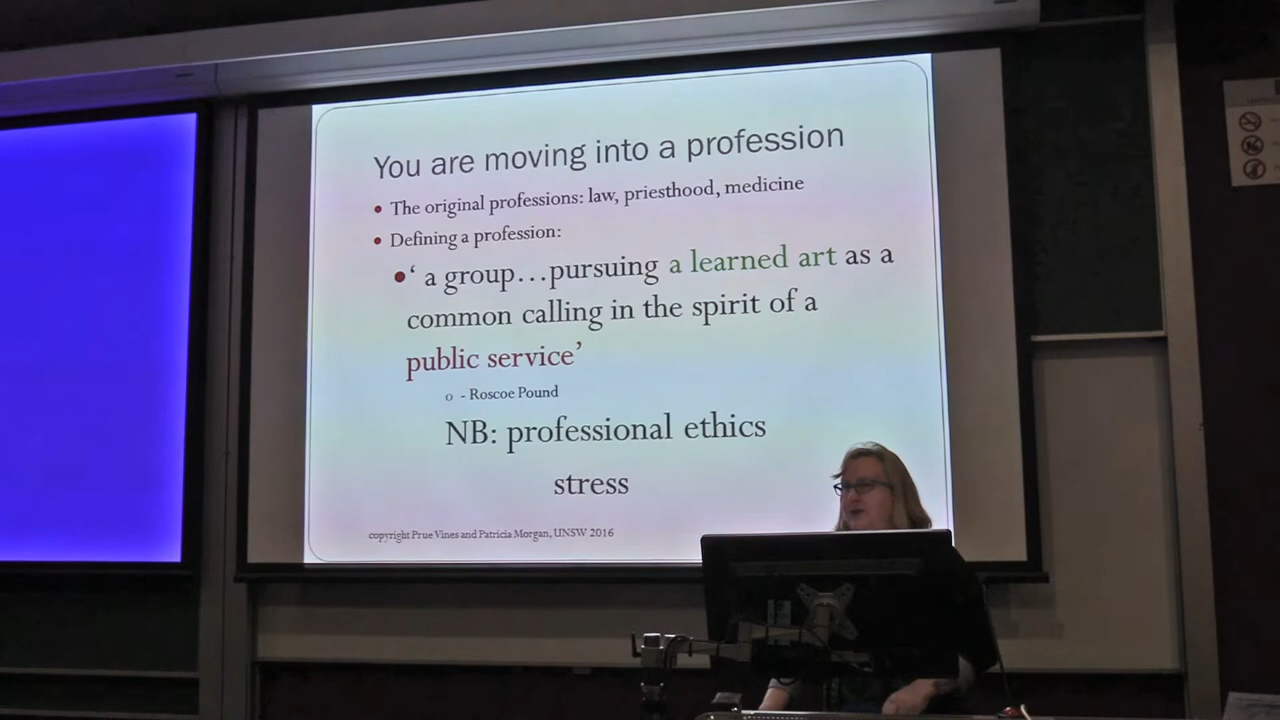 You are moving into a profession
• The original professions: law, priesthood, medicine
• Defining a profession:
•‘ a group…pursuing a learned art as a
common calling in the spirit of a
public service’
o - Roscoe Pound
NB: professional ethics
stress
copyright Prue Vines and Patricia Morgan, UNSW 2016